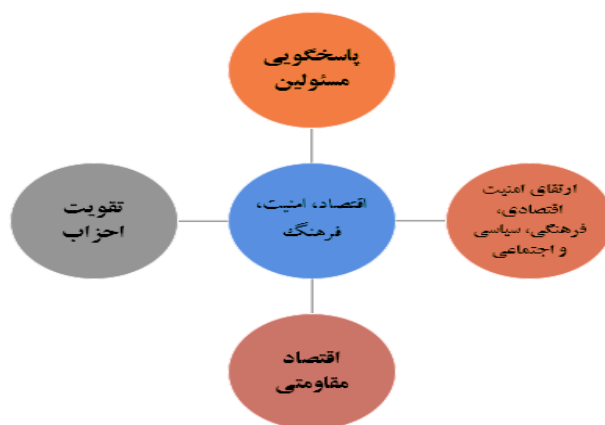 پاسخگویی
مسئولین
ارتقای امنیت
اقتصادی،
فرهنگی، سیاسی
و اجتماعی
اقتصاد، امنیت،
فرهنگ
تقویت
احزاب
اقتصاد
مقاومتی